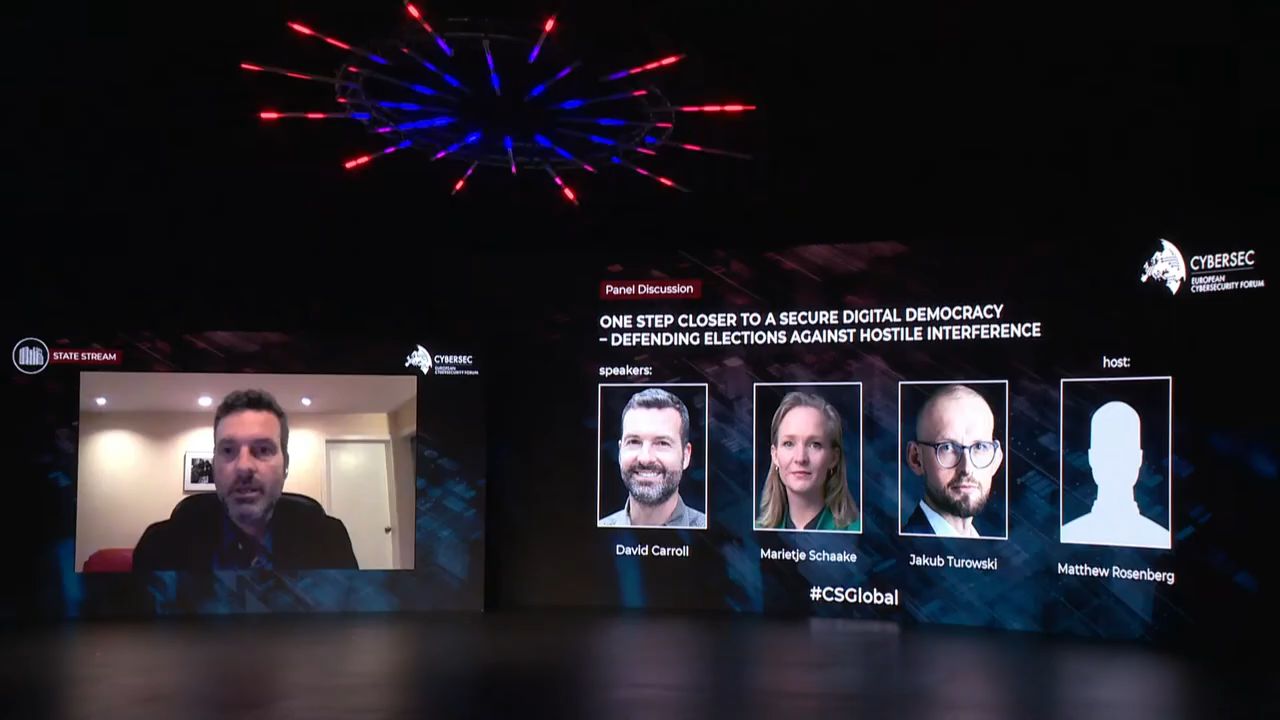 STATE STREAM
CYBERSEC
EUROPEAN
CYBERSECURITY FORUM
CYBERSEC
EUROPEAN
CYBERSECURITY FORUM
Panel Discussion
ONE STEP CLOSER TO A SECURE DIGITAL DEMOCRACY
– DEFENDING ELECTIONS AGAINST HOSTILE INTERFERENCE
speakers:
host:
David Carroll
Marietje Schaake
Jakub Turowski
Matthew Rosenberg
#CSGlobal